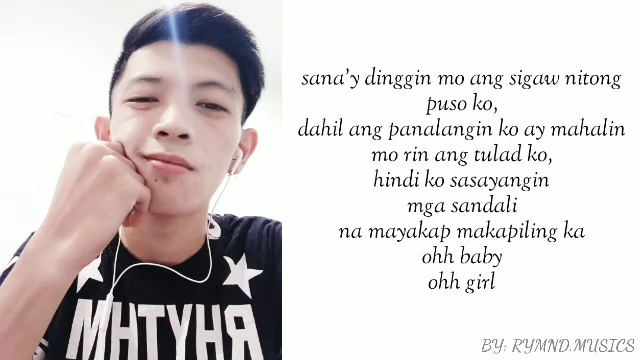 sana'y dinggin mo ang sigaw nitong
puso ko,
dahil ang panalangin ko ay mahalin
mo rin ang tulad ko,
hindi ko sasayangin
mga sandali
na mayakap makapiling ka
ohh baby
ohh girl
BY: RYMND.MUSICS
MHTYHR